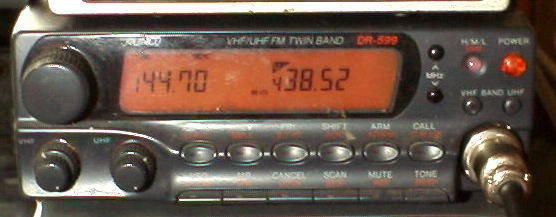 ALINCO VHF/UHF FM TWIN BAND DR-599
H/M/L POWER
144.70 438.52
MHz
VHF BAND UHF
SHIFT ARM CALL
VHF UHF
MR CANCEL SCAN MUTE TONE